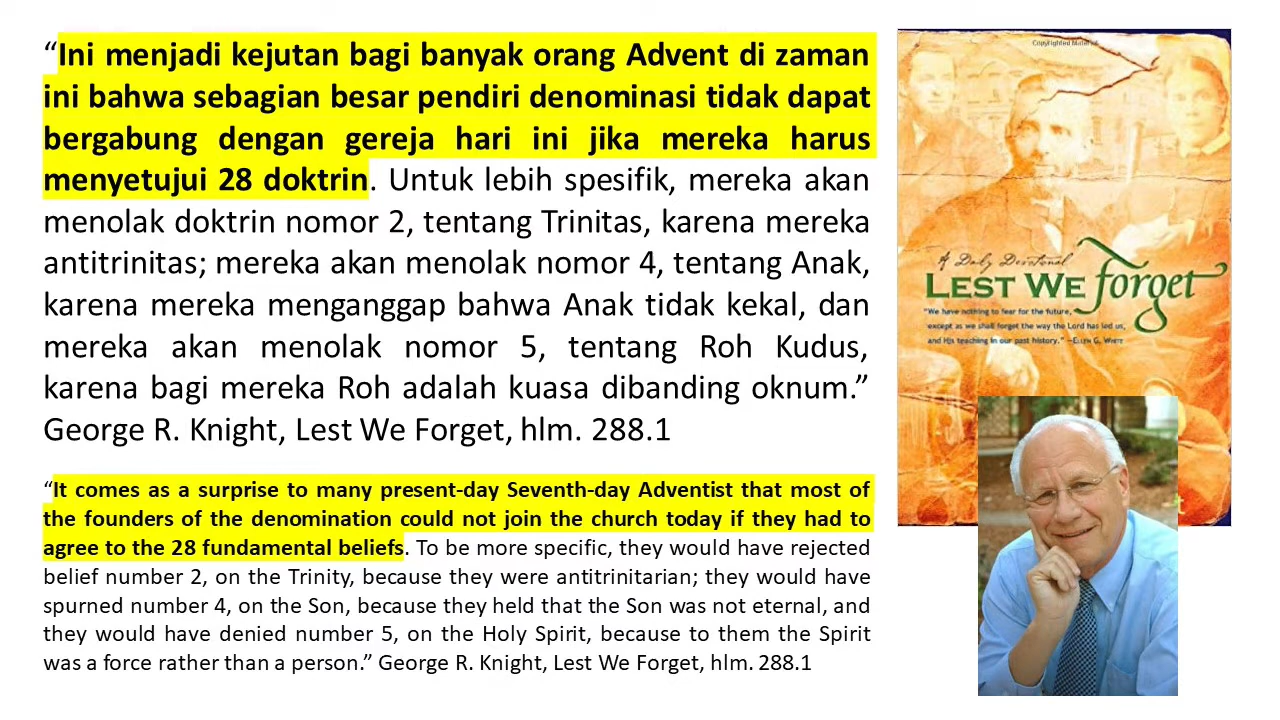 “Ini menjadi kejutan bagi banyak orang Advent di zaman
ini bahwa sebagian besar pendiri denominasi tidak dapat
bergabung dengan gereja hari ini jika mereka harus
menyetujui 28 doktrin. Untuk lebih spesifik, mereka akan
menolak doktrin nomor 2, tentang Trinitas, karena mereka
antitrinitas; mereka akan menolak nomor 4, tentang Anak,
karena mereka menganggap bahwa Anak tidak kekal, dan
mereka akan menolak nomor 5, tentang Roh Kudus,
karena bagi mereka Roh adalah kuasa dibanding oknum.”
George R. Knight, Lest We Forget, hlm. 288.1
“It comes as a surprise to many present-day Seventh-day Adventist that most of
the founders of the denomination could not join the church today if they had to
agree to the 28 fundamental beliefs. To be more specific, they would have rejected
belief number 2, on the Trinity, because they were antitrinitarian; they would have
spurned number 4, on the Son, because they held that the Son was not eternal, and
they would have denied number 5, on the Holy Spirit, because to them the Spirit
was a force rather than a person.” George R. Knight, Lest We Forget, hlm. 288.1
Copyrighted Material
A Daily Devotional
LEST WE forget
"We have nothing to fear for the future,
except as we shall forget the way the Lord has led us,
and His teaching in our past history." —ELLEN G. WHITE